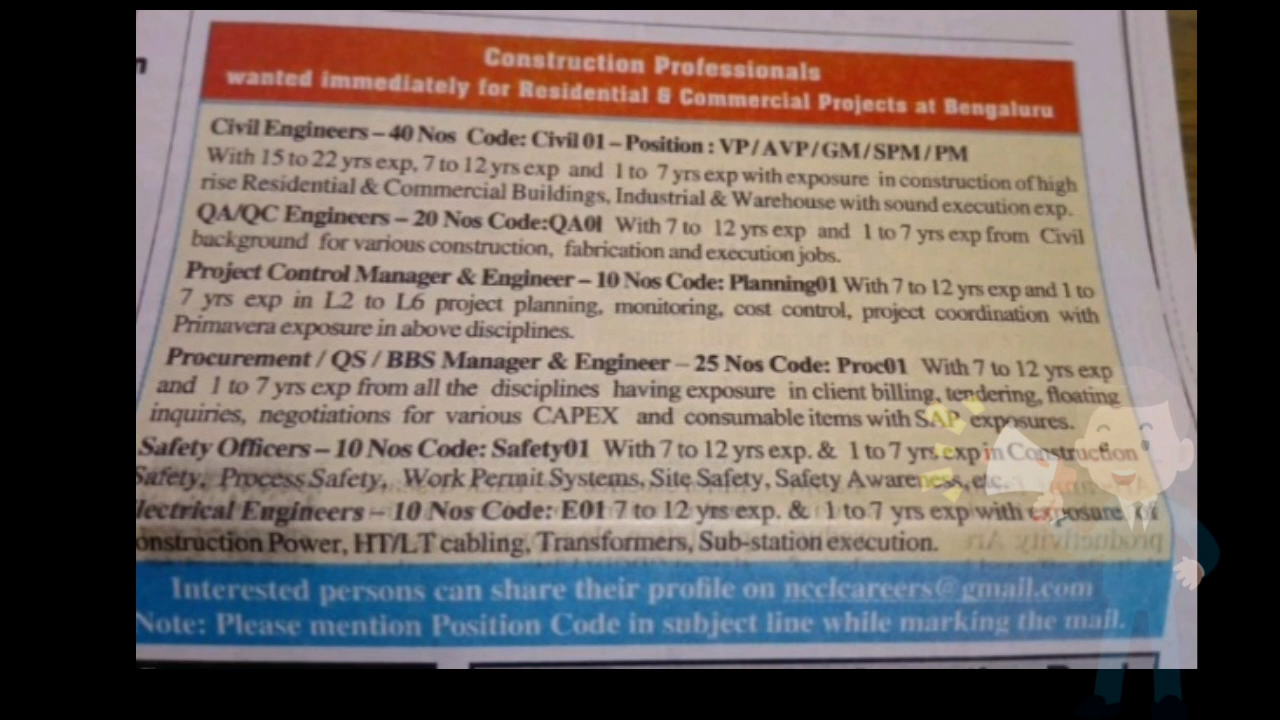 Construction Professionals
wanted immediately for Residential & Commercial Projects at Bengaluru
Civil Engineers – 40 Nos Code: Civil 01 – Position : VP / AVP / GM / SPM / PM
With 15 to 22 yrs exp, 7 to 12 yrs exp and 1 to 7 yrs exp with exposure in construction of high
rise Residential & Commercial Buildings, Industrial & Warehouse with sound execution exp.
QA/QC Engineers – 20 Nos Code:QA01 With 7 to 12 yrs exp and 1 to 7 yrs exp from Civil
background for various construction, fabrication and execution jobs.
Project Control Manager & Engineer – 10 Nos Code: Planning01 With 7 to 12 yrs exp and 1 to
7 yrs exp in L2 to L6 project planning, monitoring, cost control, project coordination with
Primavera exposure in above disciplines.
Procurement / QS / BBS Manager & Engineer – 25 Nos Code: Proc01 With 7 to 12 yrs exp
and 1 to 7 yrs exp from all the disciplines having exposure in client billing, tendering, floating
inquiries, negotiations for various CAPEX and consumable items with SAP exposures.
Safety Officers – 10 Nos Code: Safety01 With 7 to 12 yrs exp. & 1 to 7 yrs exp in Construction
Safety, Process Safety, Work Permit Systems, Site Safety, Safety Awareness, etc.
lectrical Engineers – 10 Nos Code: E01 7 to 12 yrs exp. & 1 to 7 yrs exp with exposure of
onstruction Power, HT/LT cabling, Transformers, Sub-station execution.
Interested persons can share their profile on ncclcareers@gmail.com
Note: Please mention Position Code in subject line while marking the mail.